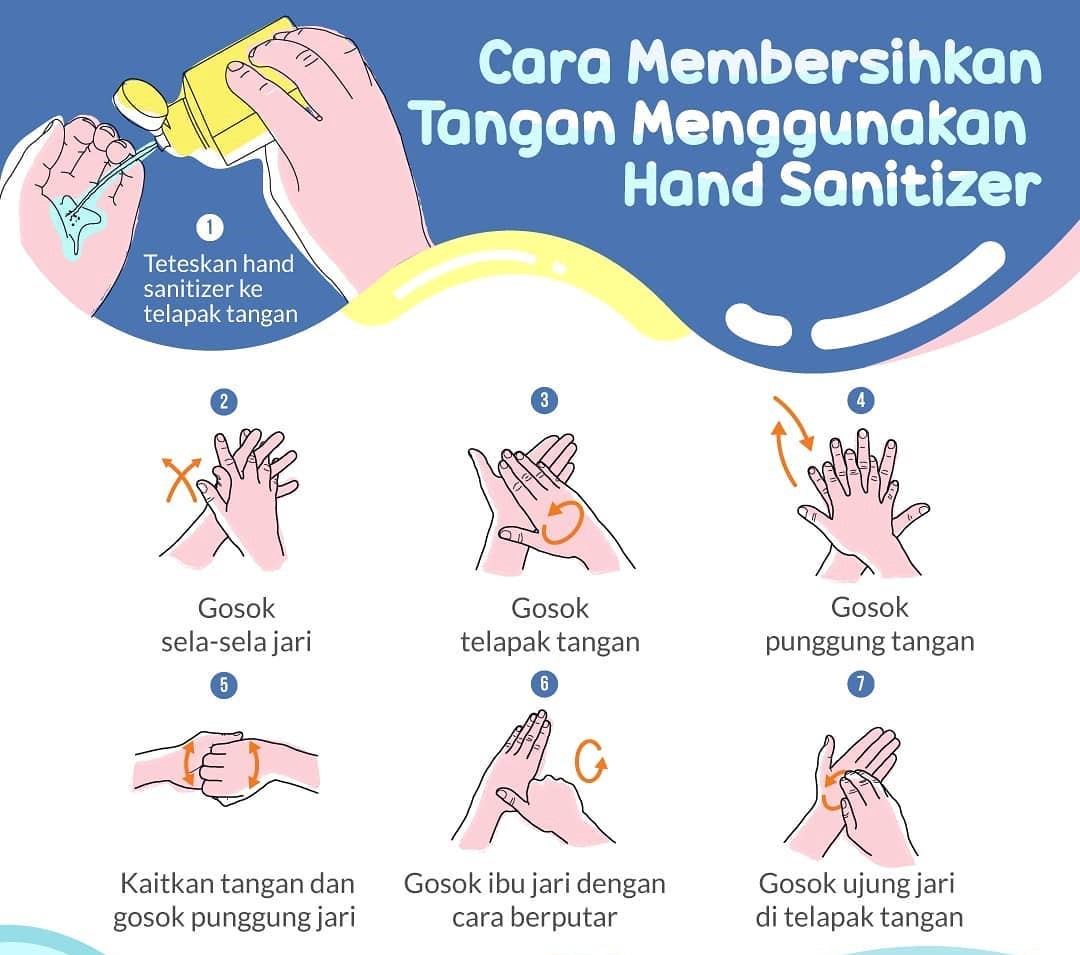 Cara Membersihkan
Tangan Menggunakan
Hand Sanitizer
1
Teteskan hand
sanitizer ke
telapak tangan
2
Gosok
sela-sela jari
3
Gosok
telapak tangan
4
Gosok
punggung tangan
5
Kaitkan tangan dan
gosok punggung jari
6
Gosok ibu jari dengan
cara berputar
7
Gosok ujung jari
di telapak tangan